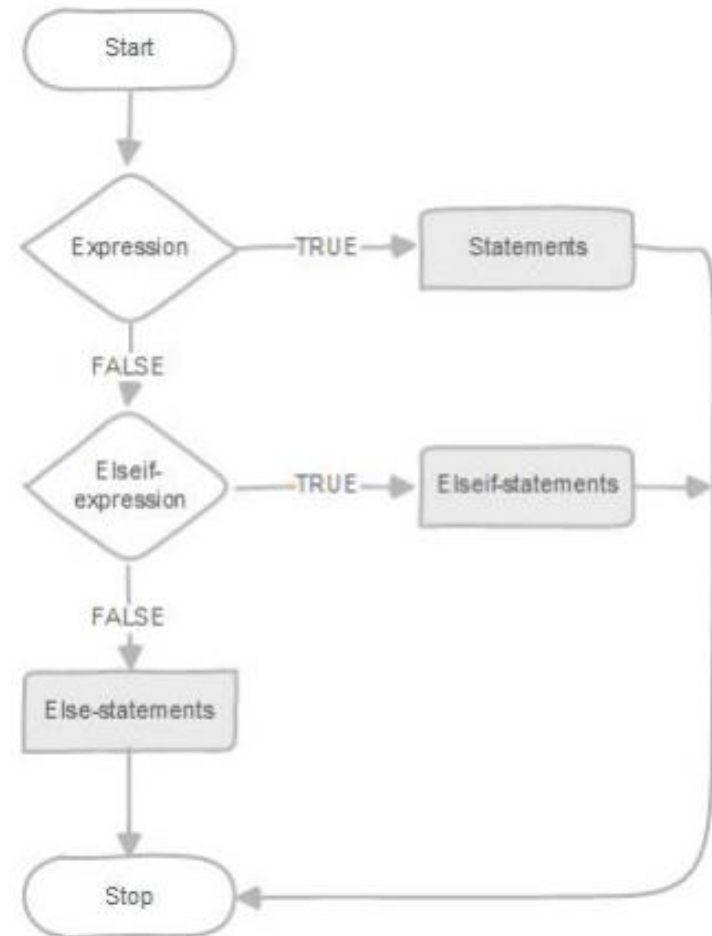 Start
Expression
TRUE
Statements
FALSE
Elseif-
expression
TRUE
Elseif-statements
FALSE
Else-statements
Stop